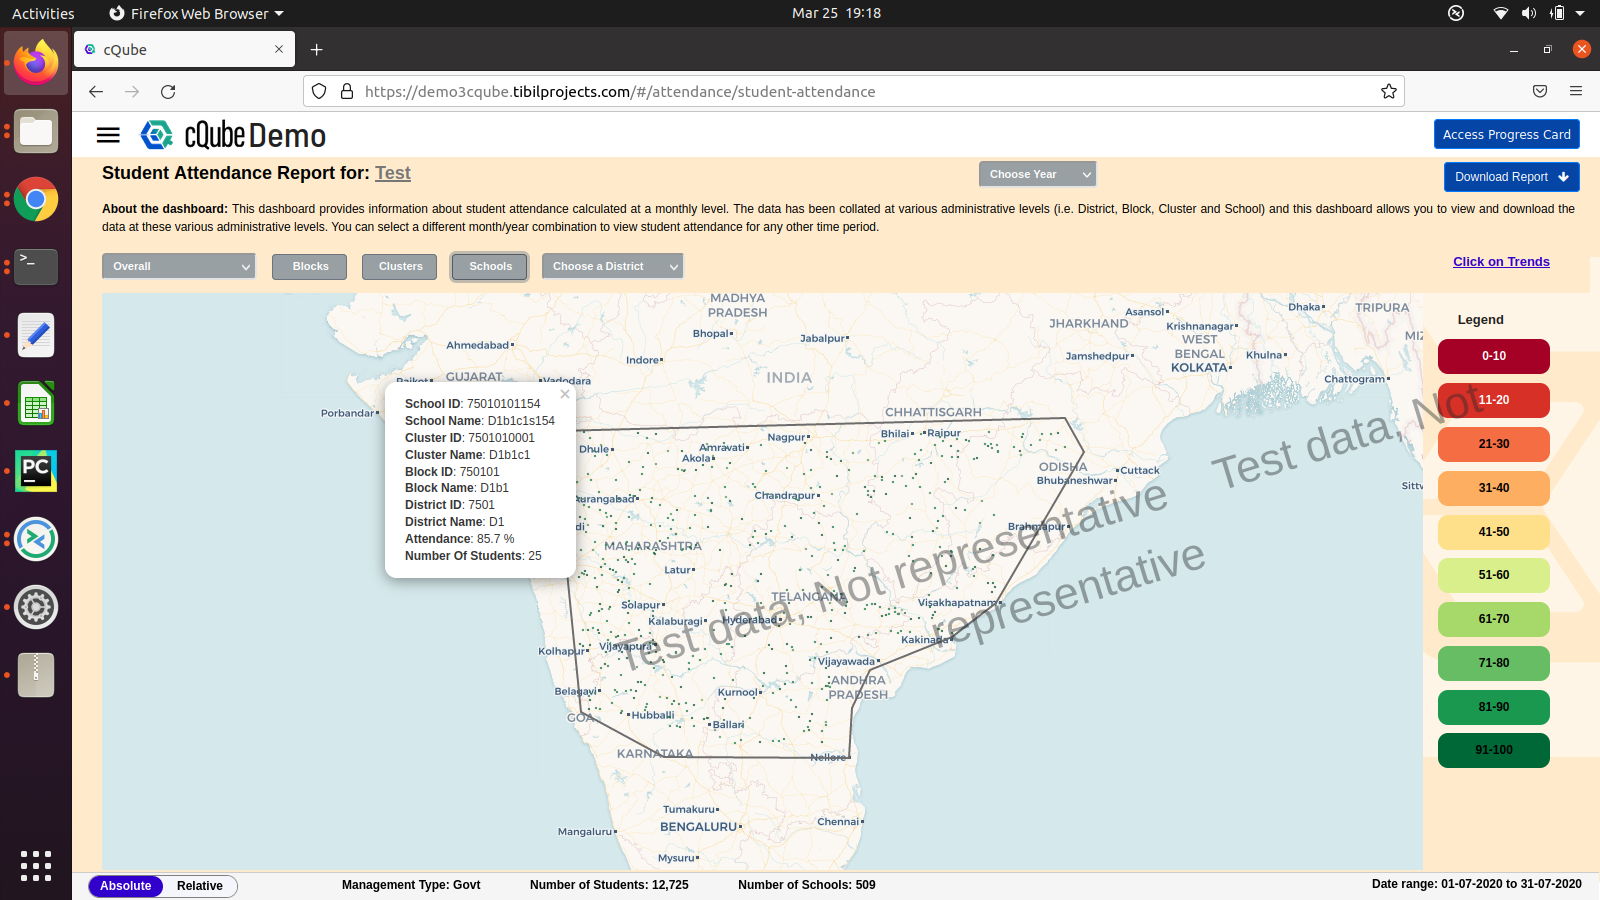 Activities
Firefox Web Browser
Mar 25 19:18
cQube
https://demo3cqube.tibilprojects.com/#/attendance/student-attendance
cQube Demo
Access Progress Card
Student Attendance Report for: Test
Choose Year
Download Report
About the dashboard: This dashboard provides information about student attendance calculated at a monthly level. The data has been collated at various administrative levels (i.e. District, Block, Cluster and School) and this dashboard allows you to view and download the
data at these various administrative levels. You can select a different month/year combination to view student attendance for any other time period.
Overall
Blocks
Clusters
Schools
Choose a District
Click on Trends
MADHYA
PRADESH
Bhopal
Jabalpur
Ahmedabad
Indore
GUJARAT
Vadodara
Rajkot
Porbandar
INDIA
JHARKHAND
Asansol
Dhaka
TRIPURA
Krishnanagar
WEST
BENGAL
KOLKATA
Khulna
Jamshedpur
Chattogram
CHHATTISGARH
Bhilai
Raipur
Nagpur
Amravati
Akola
Dhule
ODISHA
Cuttack
Bhubaneshwar
Chandrapur
Aurangabad
Brahmapur
MAHARASHTRA
Latur
TELANGANA
Visakhapatnam
Solapur
Kalaburagi
Hyderabad
Kakinada
Kolhapur
Vijayapura
Vijayawada
ANDHRA
PRADESH
Belagavi
Kurnool
GOA
Hubballi
Ballari
KARNATAKA
Nellore
Tumakuru
BENGALURU
Mangaluru
Chennai
Mysuru
School ID: 75010101154
School Name: D1b1c1s154
Cluster ID: 7501010001
Cluster Name: D1b1c1
Block ID: 750101
Block Name: D1b1
District ID: 7501
District Name: D1
Attendance: 85.7 %
Number Of Students: 25
Test data, Not representative
Test data, Not
representative
Legend
0-10
11-20
21-30
31-40
41-50
51-60
61-70
71-80
81-90
91-100
Absolute
Relative
Management Type: Govt
Number of Students: 12,725
Number of Schools: 509
Date range: 01-07-2020 to 31-07-2020